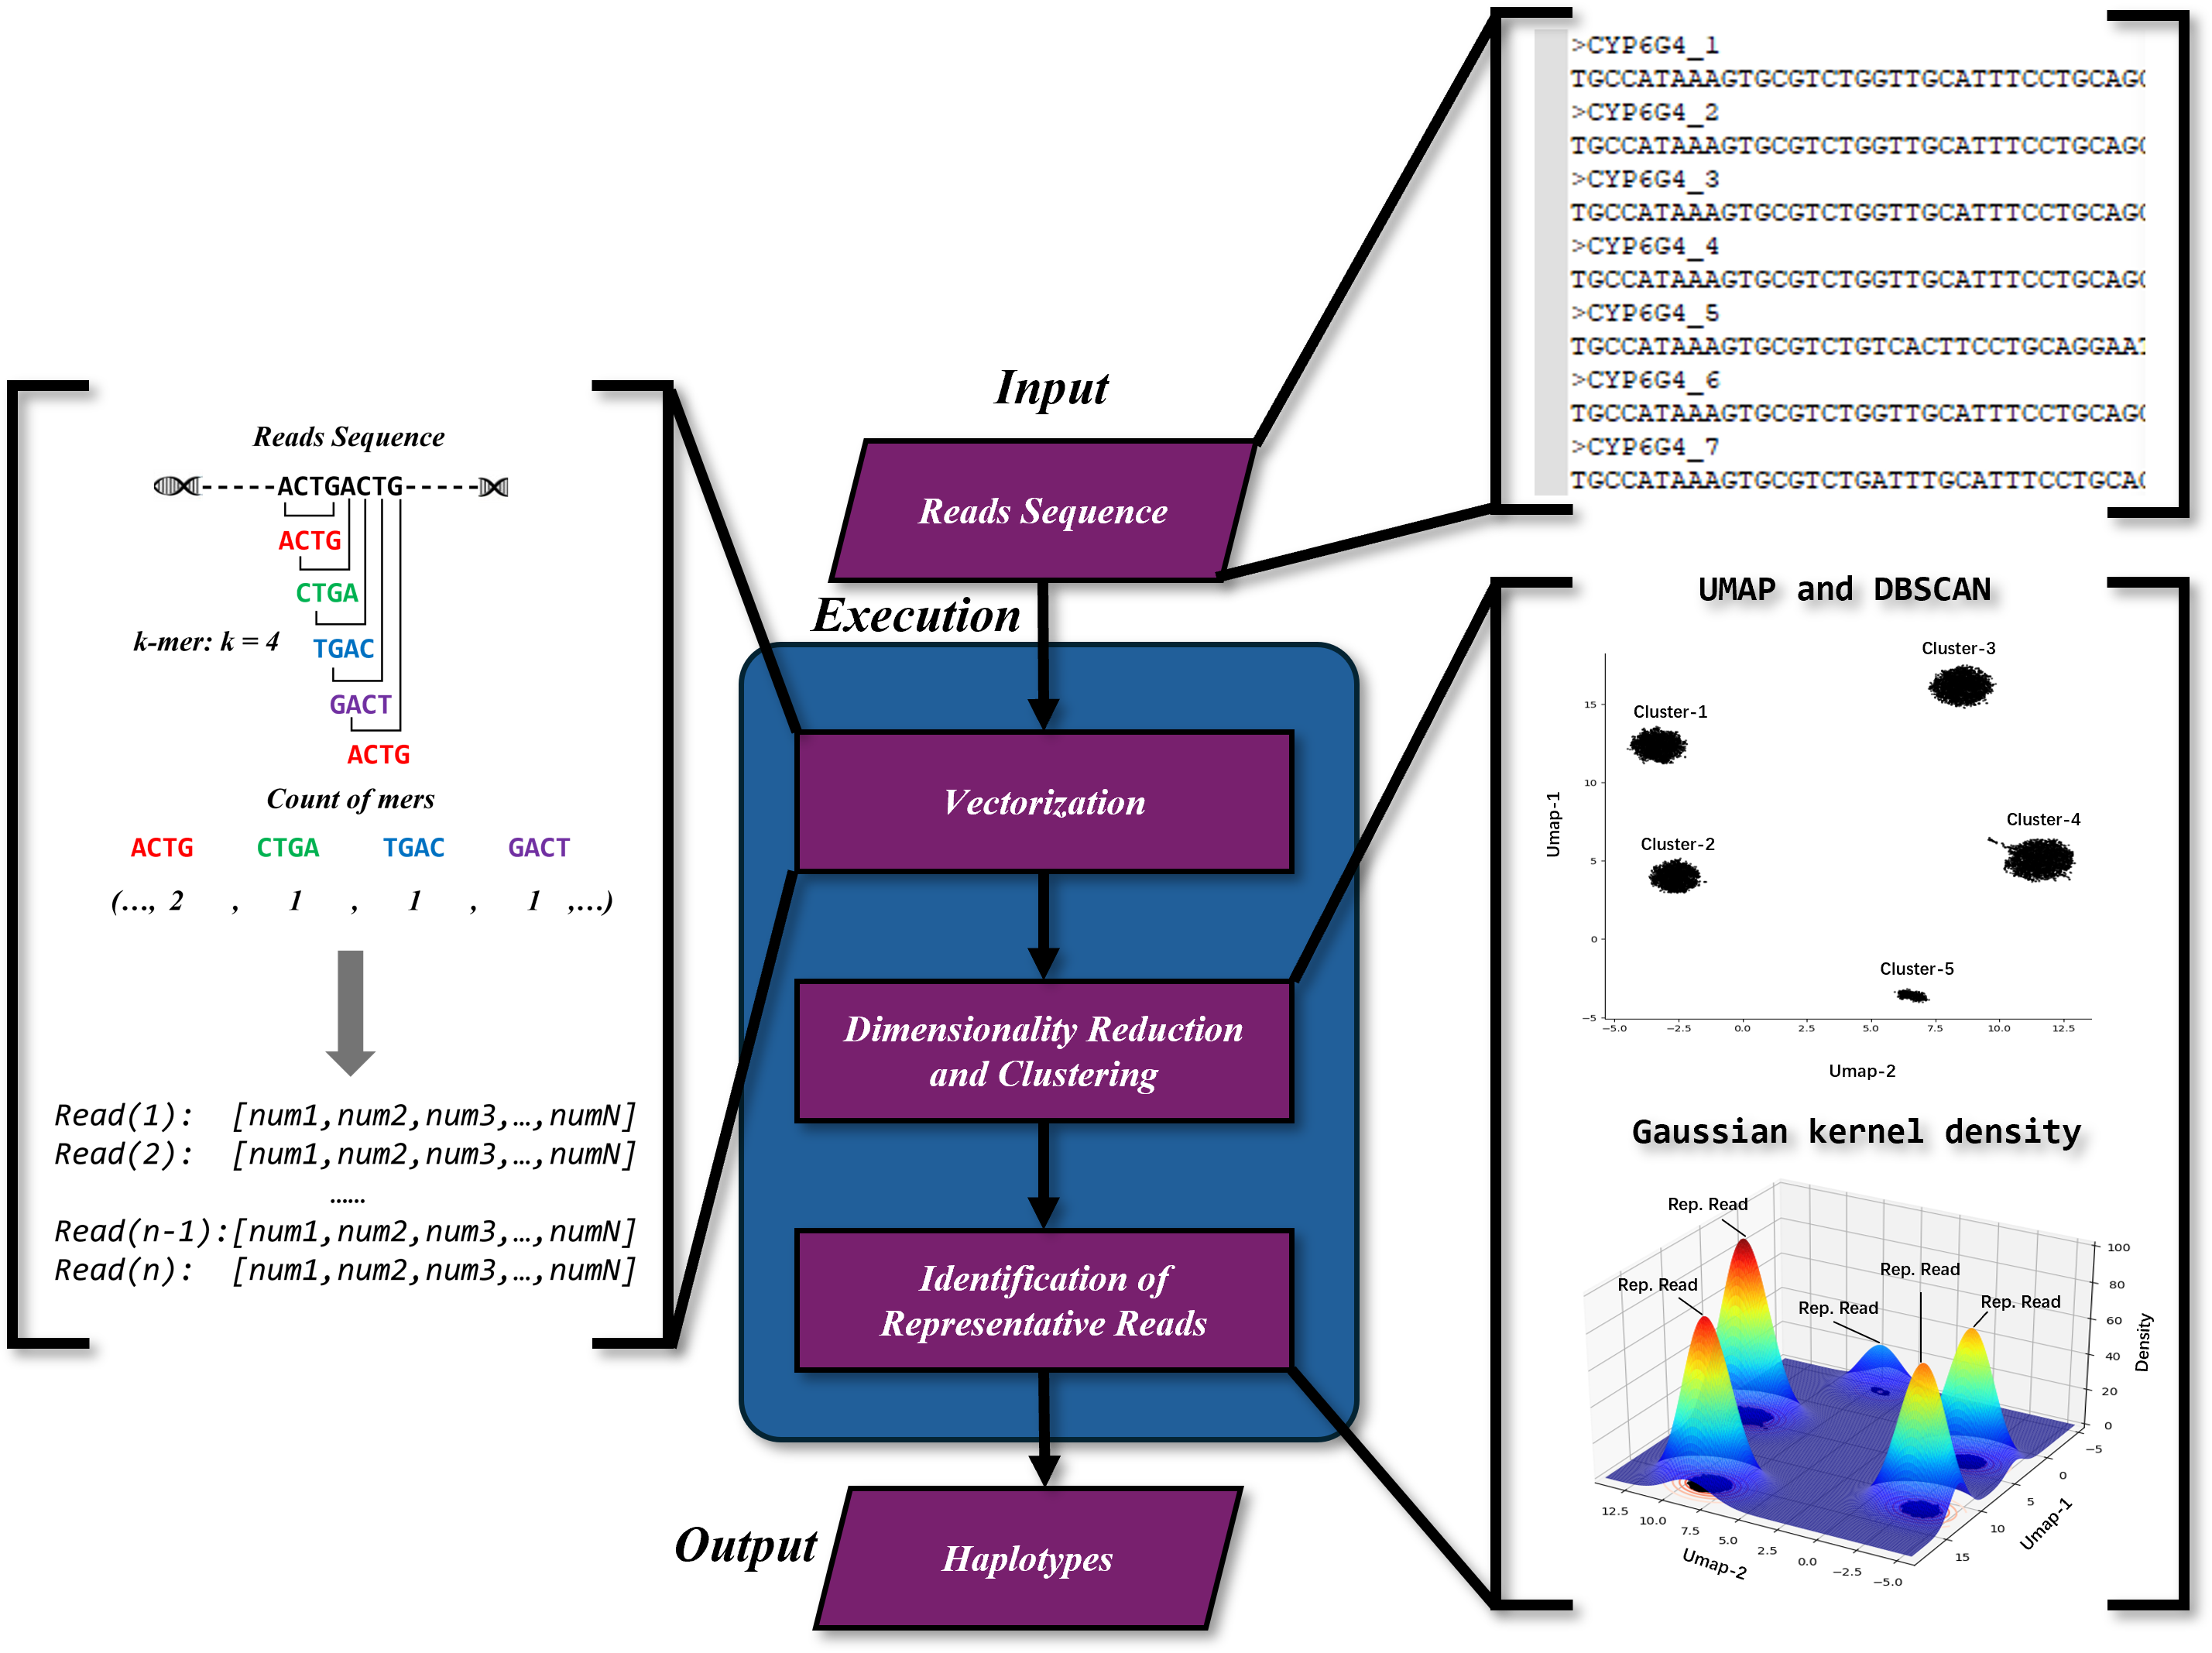 Input
Reads Sequence
Execution
Vectorization
Dimensionality Reduction
and Clustering
Identification of
Representative Reads
Output
Haplotypes
Reads Sequence
-----ACTGACTG-----
ACTG
CTGA
k-mer: k = 4
TGAC
GACT
ACTG
Count of mers
ACTG CTGA TGAC GACT
(..., 2 , 1 , 1 , 1 ,...)
Read(1): [num1,num2,num3,…,numN]
Read(2): [num1,num2,num3,…,numN]
......
Read(n-1):[num1,num2,num3,…,numN]
Read(n): [num1,num2,num3,…,numN]
>CYP6G4_1
TGCCATAAAGTGCGTCTGGTTGCATTTCCTGCAG
>CYP6G4_2
TGCCATAAAGTGCGTCTGGTTGCATTTCCTGCAG
>CYP6G4_3
TGCCATAAAGTGCGTCTGGTTGCATTTCCTGCAG
>CYP6G4_4
TGCCATAAAGTGCGTCTGGTTGCATTTCCTGCAG
>CYP6G4_5
TGCCATAAAGTGCGTCTGTCACTTCCTGCAGGAAT
>CYP6G4_6
TGCCATAAAGTGCGTCTGGTTGCATTTCCTGCAG
>CYP6G4_7
TGCCATAAAGTGCGTCTGATTTGCATTTCCTGCA
UMAP and DBSCAN
Cluster-3
Cluster-1
Cluster-4
Cluster-2
Cluster-5
15
10
5
0
−5
Umap-1
−5.0 −2.5 0.0 2.5 5.0 7.5 10.0 12.5
Umap-2
Gaussian kernel density
Rep. Read
Rep. Read
Rep. Read
Rep. Read
Rep. Read
100
80
60
40
20
0
Density
−5
0
5
10
15
Umap-1
12.5 10.0 7.5 5.0 2.5 0.0 −2.5 −5.0
Umap-2